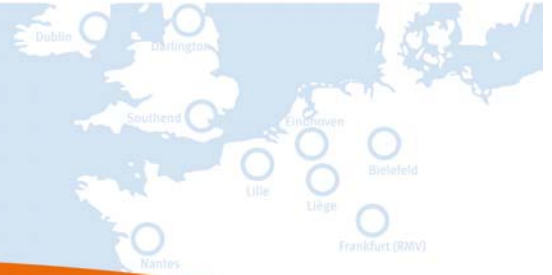 Dublin
Darlington
Southend
Eindhoven
Bielefeld
Lille
Liège
Frankfurt (RMV)
Nantes